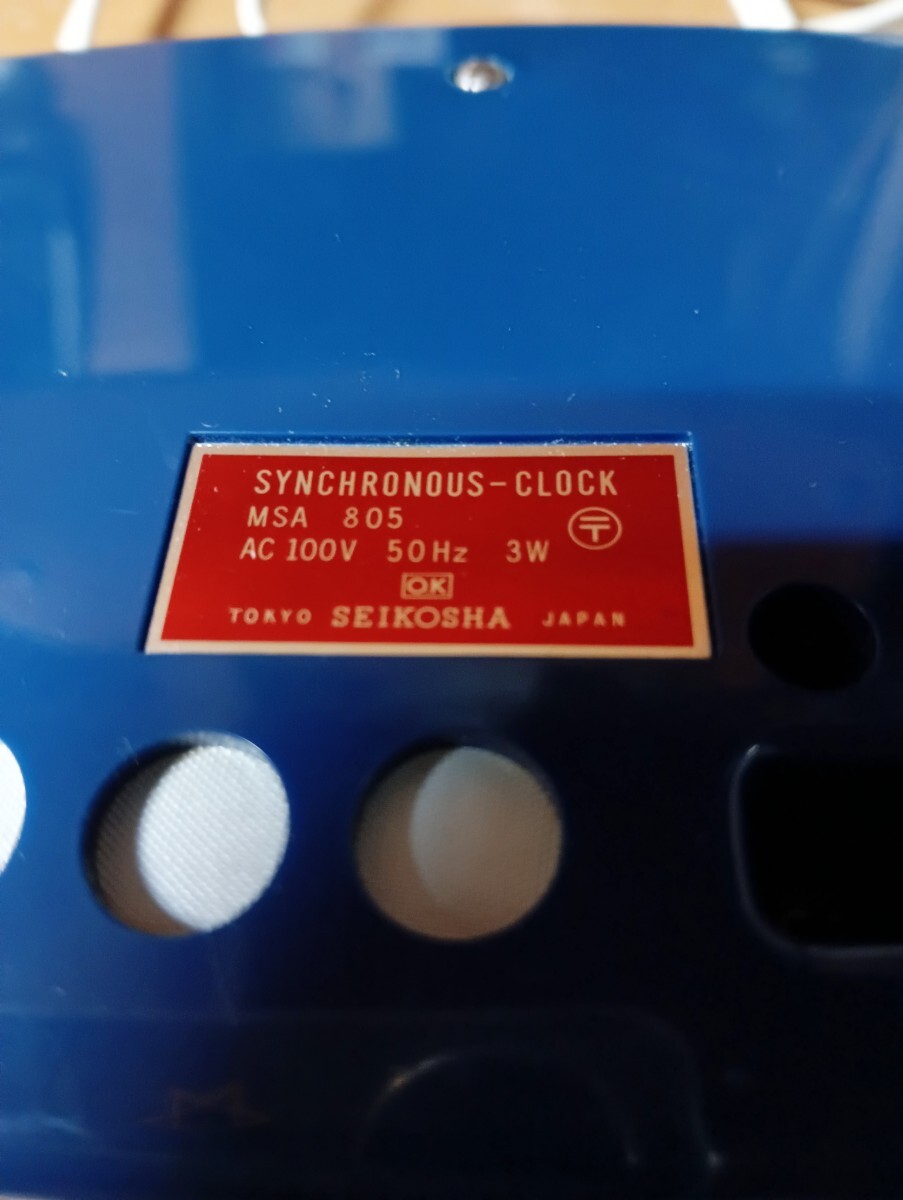 SYNCHRONOUS-CLOCK
MSA 805 〶
AC 100V 50Hz 3W
OK
TOKYO SEIKOSHA JAPAN